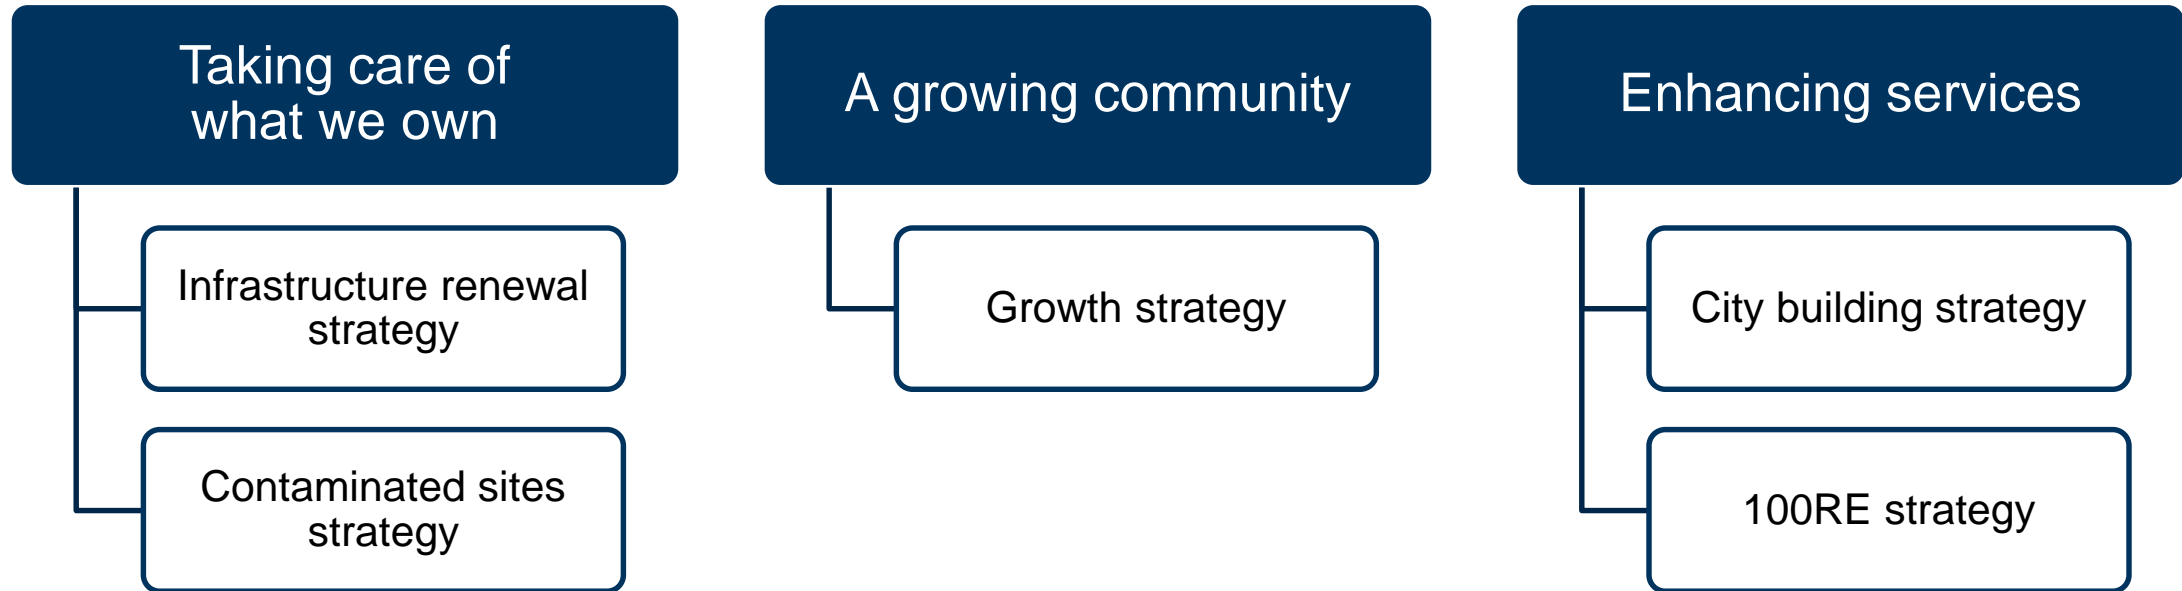 Taking care of
what we own
Infrastructure renewal
strategy
Contaminated sites
strategy
A growing community
Growth strategy
Enhancing services
City building strategy
100RE strategy